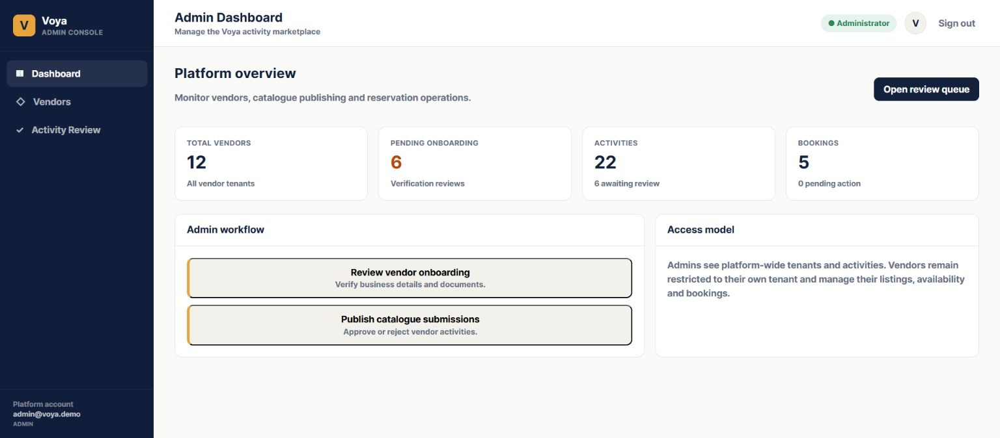 V
Voya
ADMIN CONSOLE
Dashboard
Vendors
Activity Review
Platform account
admin@voya.demo
ADMIN
Admin Dashboard
Manage the Voya activity marketplace
Administrator
V
Sign out
Platform overview
Monitor vendors, catalogue publishing and reservation operations.
Open review queue
TOTAL VENDORS
12
All vendor tenants
PENDING ONBOARDING
6
Verification reviews
ACTIVITIES
22
6 awaiting review
BOOKINGS
5
0 pending action
Admin workflow
Review vendor onboarding
Verify business details and documents.
Publish catalogue submissions
Approve or reject vendor activities.
Access model
Admins see platform-wide tenants and activities. Vendors remain
restricted to their own tenant and manage their listings, availability
and bookings.